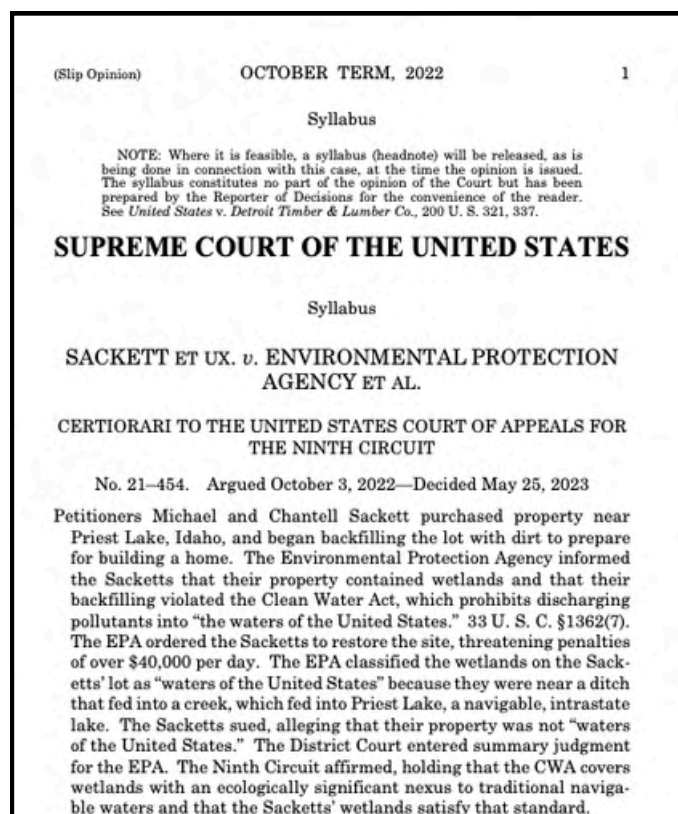 (Slip Opinion) OCTOBER TERM, 2022 1
Syllabus
NOTE: Where it is feasible, a syllabus (headnote) will be released, as is
being done in connection with this case, at the time the opinion is issued.
The syllabus constitutes no part of the opinion of the Court but has been
prepared by the Reporter of Decisions for the convenience of the reader.
See United States v. Detroit Timber & Lumber Co., 200 U. S. 321, 337.
SUPREME COURT OF THE UNITED STATES
Syllabus
SACKETT ET UX. v. ENVIRONMENTAL PROTECTION
AGENCY ET AL.
CERTIORARI TO THE UNITED STATES COURT OF APPEALS FOR
THE NINTH CIRCUIT
No. 21–454. Argued October 3, 2022—Decided May 25, 2023
Petitioners Michael and Chantell Sackett purchased property near
Priest Lake, Idaho, and began backfilling the lot with dirt to prepare
for building a home. The Environmental Protection Agency informed
the Sacketts that their property contained wetlands and that their
backfilling violated the Clean Water Act, which prohibits discharging
pollutants into “the waters of the United States.” 33 U. S. C. §1362(7).
The EPA ordered the Sacketts to restore the site, threatening penalties
of over $40,000 per day. The EPA classified the wetlands on the Sack-
etts’ lot as “waters of the United States” because they were near a ditch
that fed into a creek, which fed into Priest Lake, a navigable, intrastate
lake. The Sacketts sued, alleging that their property was not “waters
of the United States.” The District Court entered summary judgment
for the EPA. The Ninth Circuit affirmed, holding that the CWA covers
wetlands with an ecologically significant nexus to traditional naviga-
ble waters and that the Sacketts’ wetlands satisfy that standard.